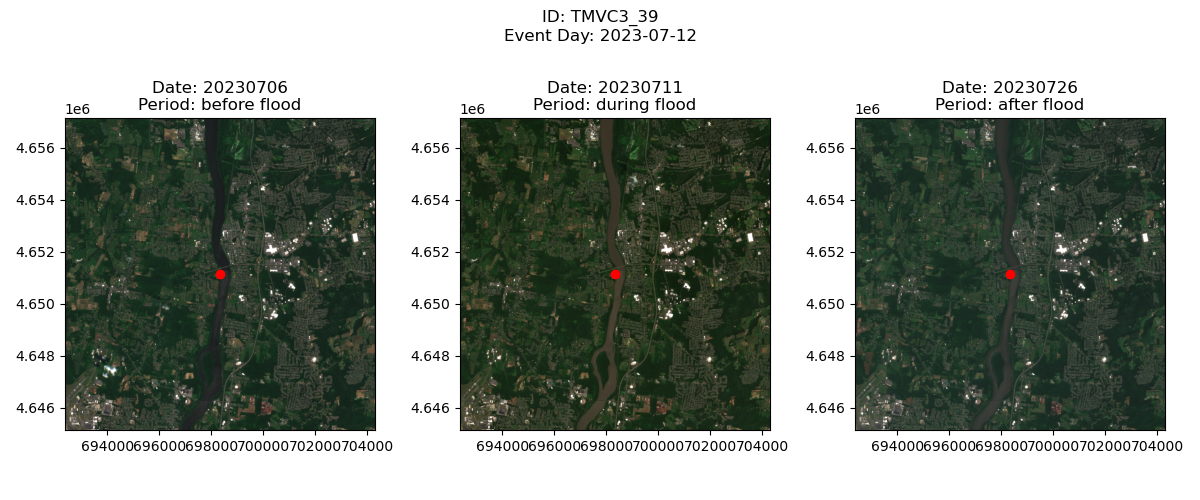 ID: TMVC3_39
Event Day: 2023-07-12
Date: 20230706
Period: before flood
Date: 20230711
Period: during flood
Date: 20230726
Period: after flood
1e6
1e6
1e6
4.656
4.654
4.652
4.650
4.648
4.646
4.656
4.654
4.652
4.650
4.648
4.646
4.656
4.654
4.652
4.650
4.648
4.646
694000 696000 698000 700000 702000 704000
694000 696000 698000 700000 702000 704000
694000 696000 698000 700000 702000 704000